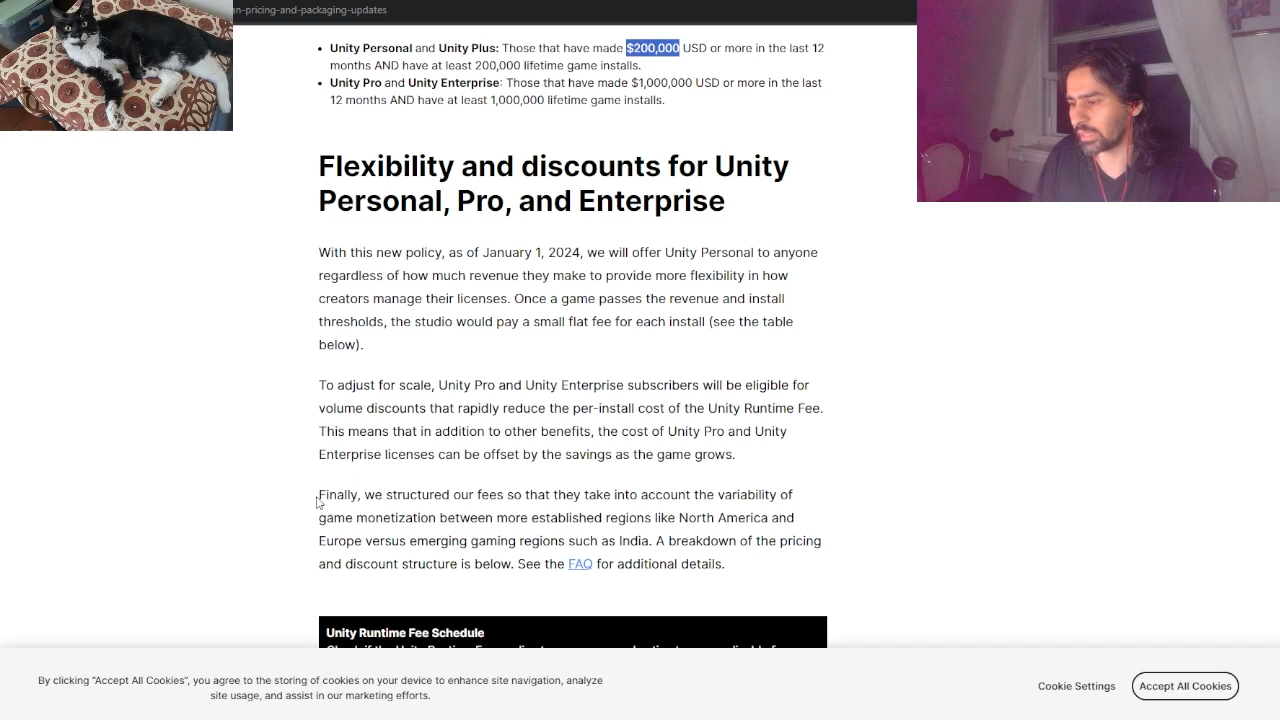 an-pricing-and-packaging-updates
• Unity Personal and Unity Plus: Those that have made $200,000 USD or more in the last 12
months AND have at least 200,000 lifetime game installs.
• Unity Pro and Unity Enterprise: Those that have made $1,000,000 USD or more in the last
12 months AND have at least 1,000,000 lifetime game installs.
Flexibility and discounts for Unity
Personal, Pro, and Enterprise
With this new policy, as of January 1, 2024, we will offer Unity Personal to anyone
regardless of how much revenue they make to provide more flexibility in how
creators manage their licenses. Once a game passes the revenue and install
thresholds, the studio would pay a small flat fee for each install (see the table
below).
To adjust for scale, Unity Pro and Unity Enterprise subscribers will be eligible for
volume discounts that rapidly reduce the per-install cost of the Unity Runtime Fee.
This means that in addition to other benefits, the cost of Unity Pro and Unity
Enterprise licenses can be offset by the savings as the game grows.
Finally, we structured our fees so that they take into account the variability of
game monetization between more established regions like North America and
Europe versus emerging gaming regions such as India. A breakdown of the pricing
and discount structure is below. See the FAQ for additional details.
Unity Runtime Fee Schedule
By clicking “Accept All Cookies”, you agree to the storing of cookies on your device to enhance site navigation, analyze
site usage, and assist in our marketing efforts.
Cookie Settings
Accept All Cookies